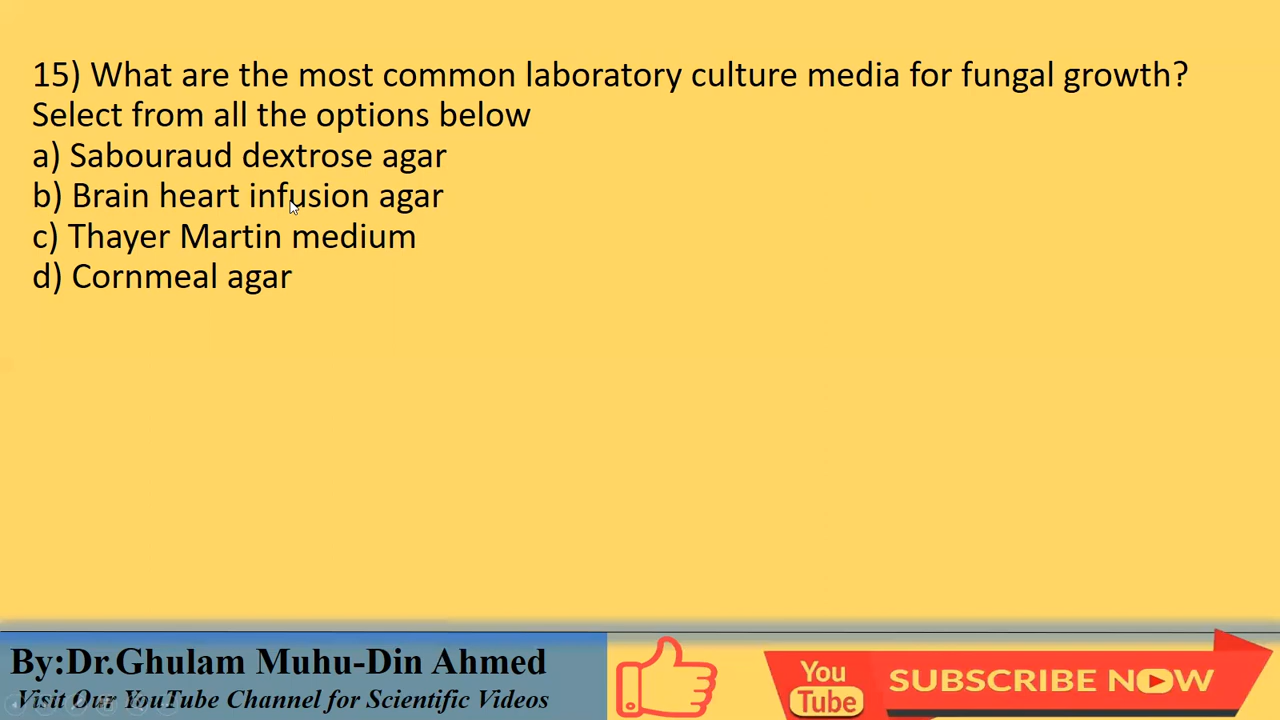 15) What are the most common laboratory culture media for fungal growth?
Select from all the options below
a) Sabouraud dextrose agar
b) Brain heart infusion agar
c) Thayer Martin medium
d) Cornmeal agar
By:Dr.Ghulam Muhu-Din Ahmed
Visit Our YouTube Channel for Scientific Videos
You
Tube
SUBSCRIBE NOW